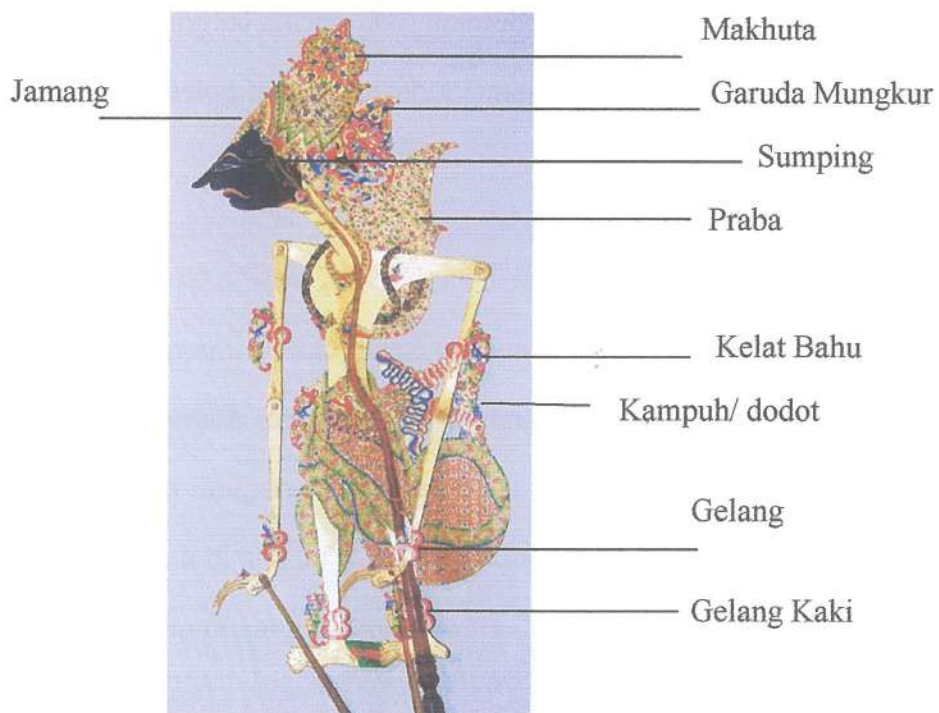 Makhuta
Jamang
Garuda Mungkur
Sumping
Praba
Kelat Bahu
Kampuh/ dodot
Gelang
Gelang Kaki